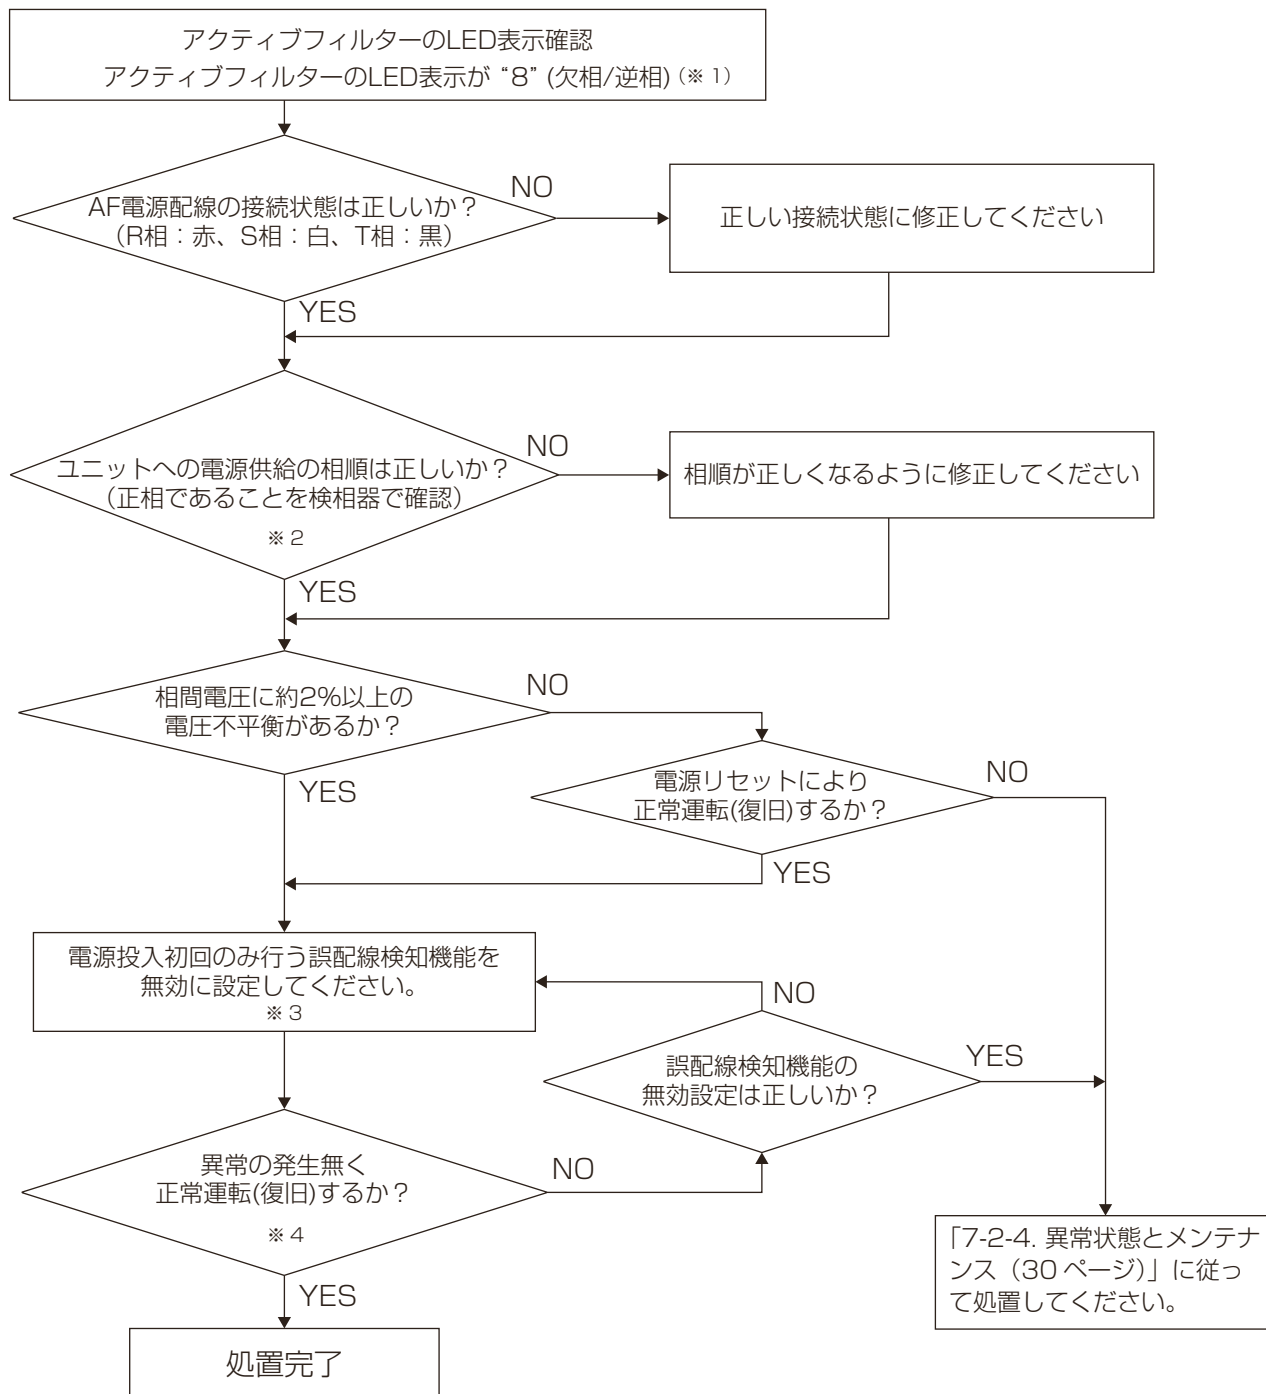 アクティブフィルターのLED表示確認
アクティブフィルターのLED表示が “8” (欠相/逆相) (※ 1)
AF電源配線の接続状態は正しいか？
（R相：赤、S相：白、T相：黒）
NO
正しい接続状態に修正してください
YES
ユニットへの電源供給の相順は正しいか？
（正相であることを検相器で確認）
※ 2
NO
相順が正しくなるように修正してください
YES
相間電圧に約2%以上の
電圧不平衡があるか？
NO
YES
電源リセットにより
正常運転(復旧)するか？
NO
YES
電源投入初回のみ行う誤配線検知機能を
無効に設定してください。
※ 3
NO
誤配線検知機能の
無効設定は正しいか？
YES
異常の発生無く
正常運転(復旧)するか？
※ 4
NO
YES
処置完了
「7-2-4. 異常状態とメンテナ
ンス（30 ページ）」に従っ
て処置してください。